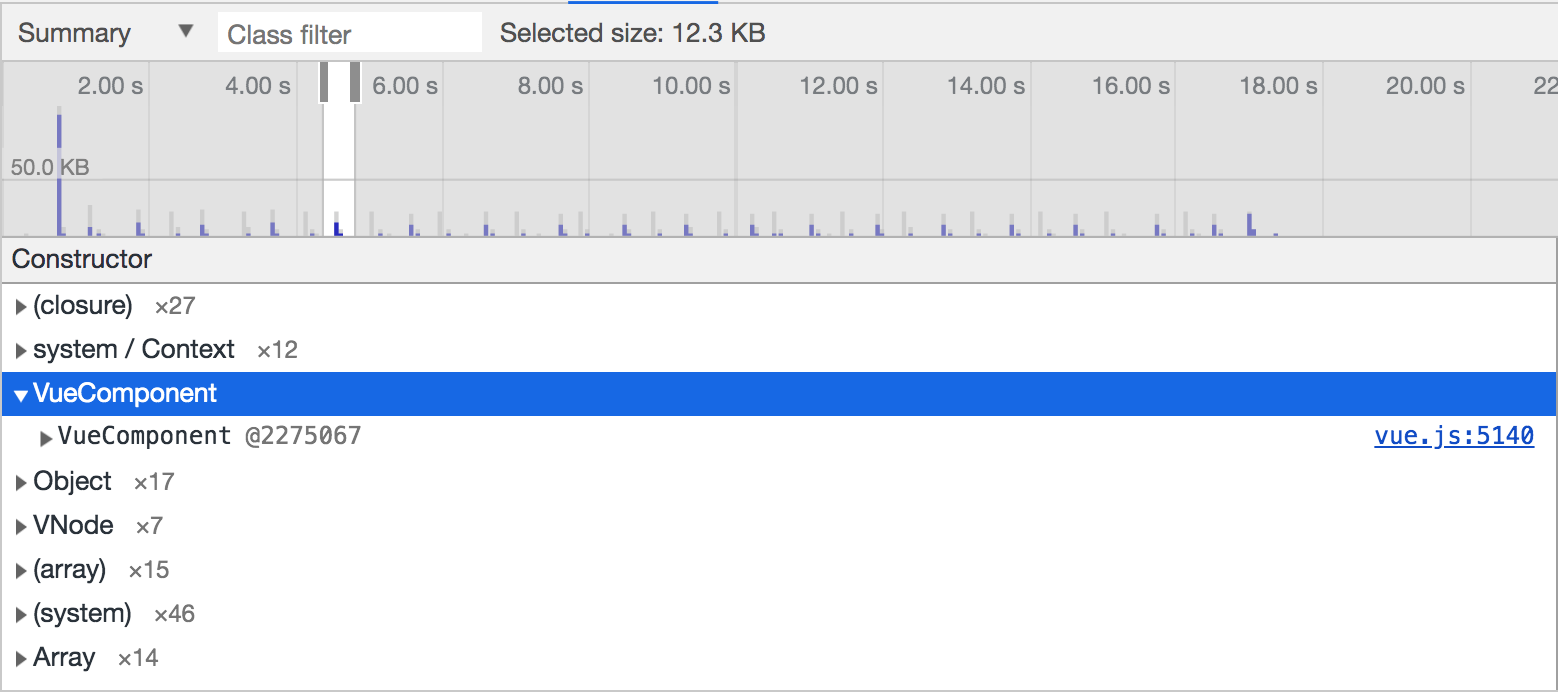 Summary ▼ Class filter Selected size: 12.3 KB
2.00 s 4.00 s 6.00 s 8.00 s 10.00 s 12.00 s 14.00 s 16.00 s 18.00 s 20.00 s 22
50.0 KB
Constructor
▶ (closure) ×27
▶ system / Context ×12
▼ VueComponent
▶ VueComponent @2275067 vue.js:5140
▶ Object ×17
▶ VNode ×7
▶ (array) ×15
▶ (system) ×46
▶ Array ×14